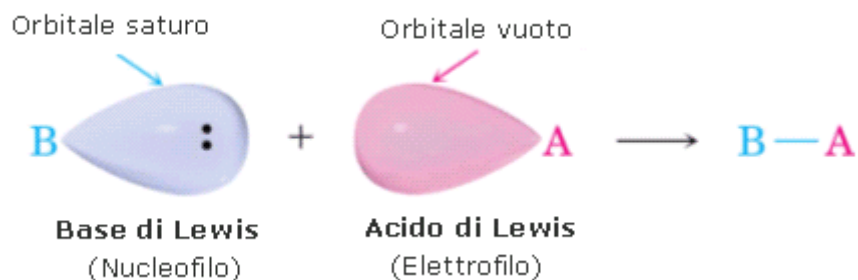 Orbitale saturo
Orbitale vuoto
B : + A → B — A
Base di Lewis
(Nucleofilo)
Acido di Lewis
(Elettrofilo)